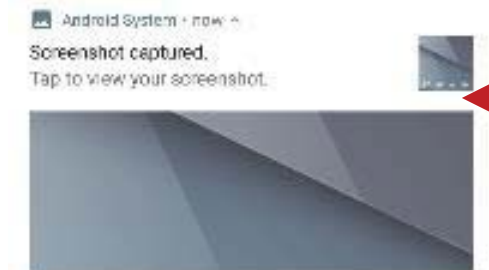 Android System • now ^
Screenshot captured.
Tap to view your screenshot.